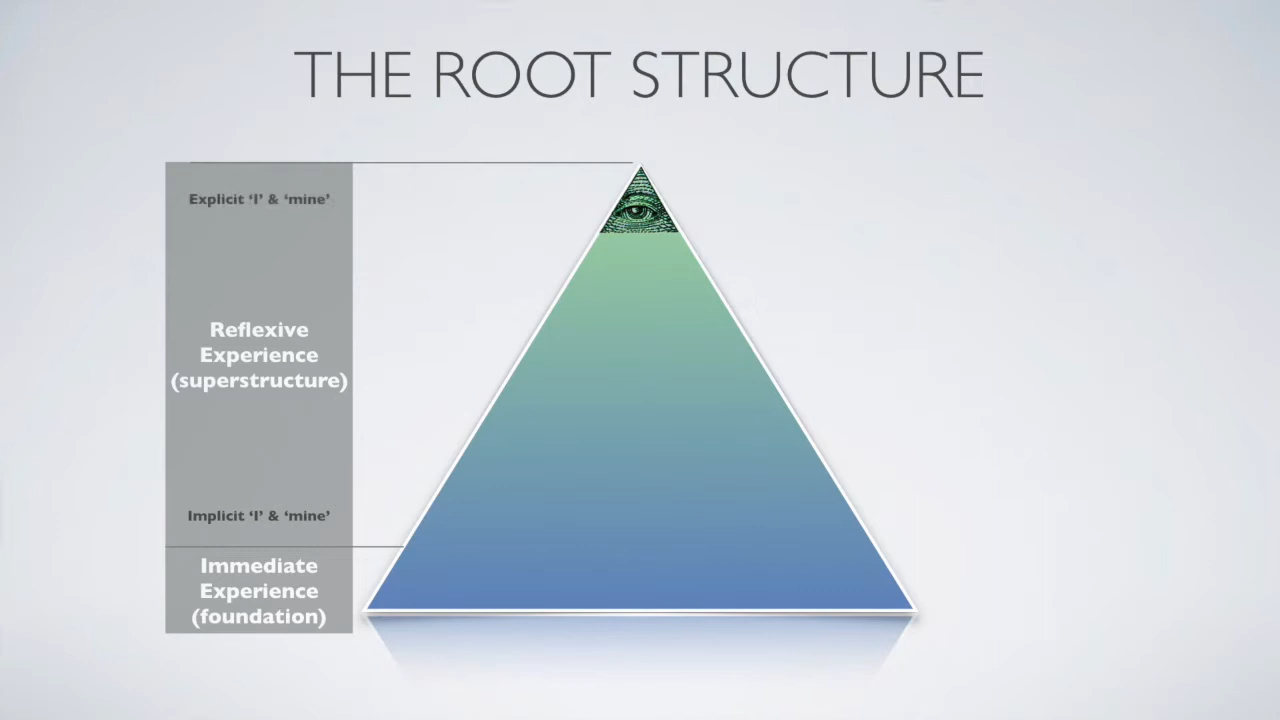 THE ROOT STRUCTURE
Explicit ‘I’ & ‘mine’
Reflexive
Experience
(superstructure)
Implicit ‘I’ & ‘mine’
Immediate
Experience
(foundation)